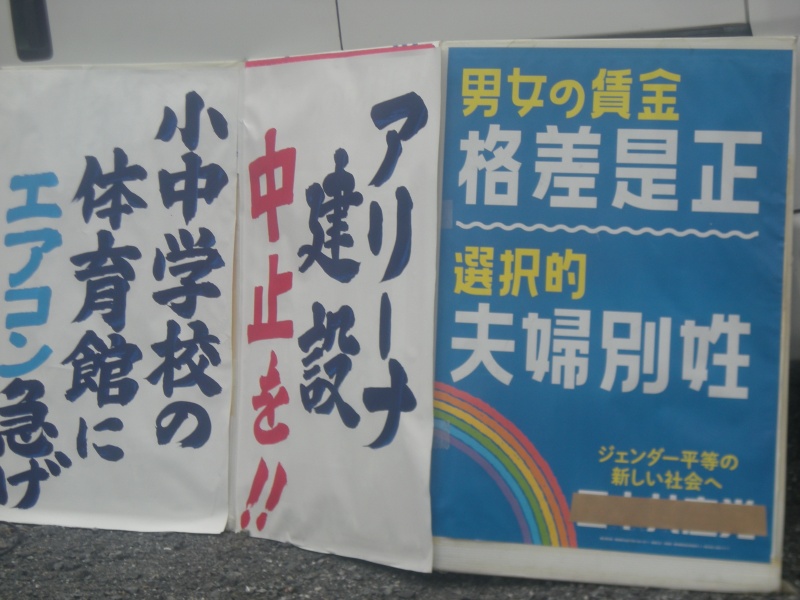 小中学校の
体育館に
エアコン
急げ
アリーナ
建設
中止を!!
男女の賃金
格差是正
選択的
夫婦別姓
ジェンダー平等の
新しい社会へ